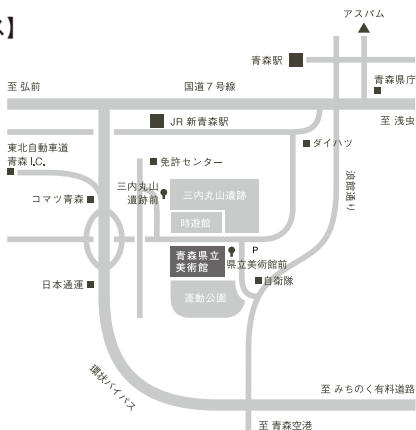 ス】
アスパム
青森駅
青森県庁
至 弘前
国道7号線
至 浅虫
JR 新青森駅
東北自動車道
青森I.C.
免許センター
ダイハツ
三内丸山
遺跡前
三内丸山遺跡
コマツ青森
時遊館
浪館通り
青森県立
美術館
P
県立美術館前
自衛隊
日本通運
運動公園
環状バイパス
至 みちのく有料道路
至 青森空港